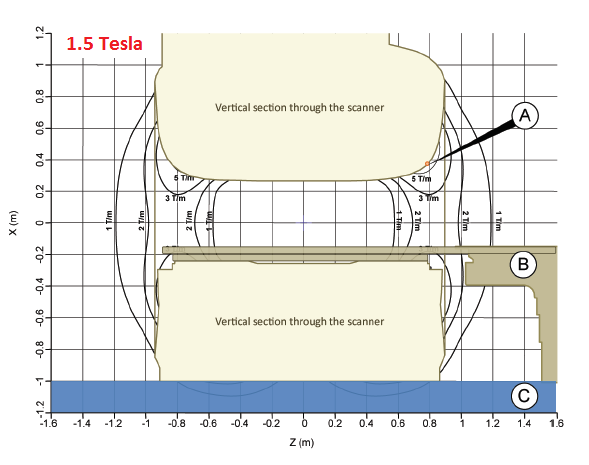 1.5 Tesla
Vertical section through the scanner
A
5 T/m
5 T/m
3 T/m
3 T/m
1 T/m
2 T/m
2 T/m
1 T/m
1 T/m
2 T/m
2 T/m
1 T/m
B
Vertical section through the scanner
C
X (m)
1.2
1
0.8
0.6
0.4
0.2
0
-0.2
-0.4
-0.6
-0.8
-1
-1.2
-1.6 -1.4 -1.2 -1 -0.8 -0.6 -0.4 -0.2 0 0.2 0.4 0.6 0.8 1 1.2 1.4 1.6
Z (m)